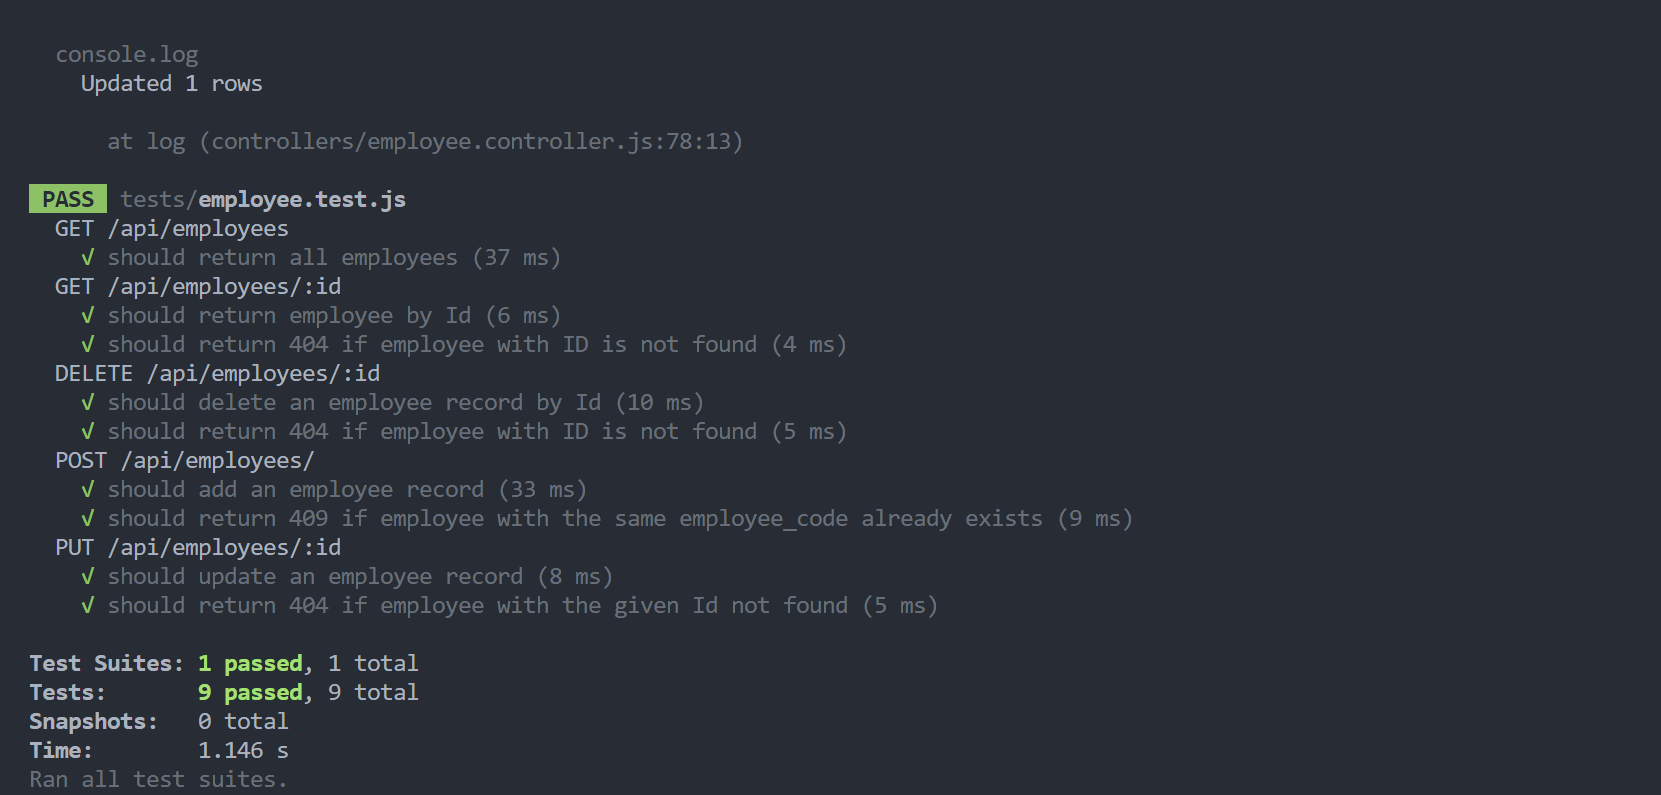 console.log
Updated 1 rows
at log (controllers/employee.controller.js:78:13)
PASS tests/employee.test.js
GET /api/employees
√ should return all employees (37 ms)
GET /api/employees/:id
√ should return employee by Id (6 ms)
√ should return 404 if employee with ID is not found (4 ms)
DELETE /api/employees/:id
√ should delete an employee record by Id (10 ms)
√ should return 404 if employee with ID is not found (5 ms)
POST /api/employees/
√ should add an employee record (33 ms)
√ should return 409 if employee with the same employee_code already exists (9 ms)
PUT /api/employees/:id
√ should update an employee record (8 ms)
√ should return 404 if employee with the given Id not found (5 ms)
Test Suites: 1 passed, 1 total
Tests: 9 passed, 9 total
Snapshots: 0 total
Time: 1.146 s
Ran all test suites.